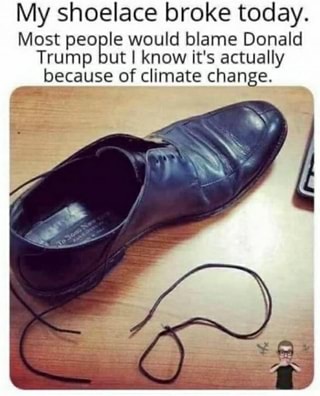 My shoelace broke today.
Most people would blame Donald
Trump but I know it's actually
because of climate change.